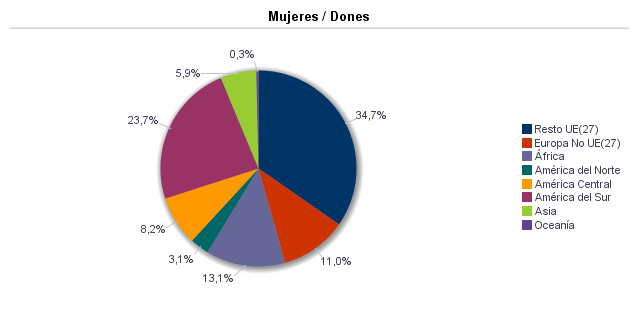 Mujeres / Dones
0,3%
5,9%
34,7%
23,7%
8,2%
3,1%
13,1%
11,0%
Resto UE(27)
Europa No UE(27)
África
América del Norte
América Central
América del Sur
Asia
Oceanía